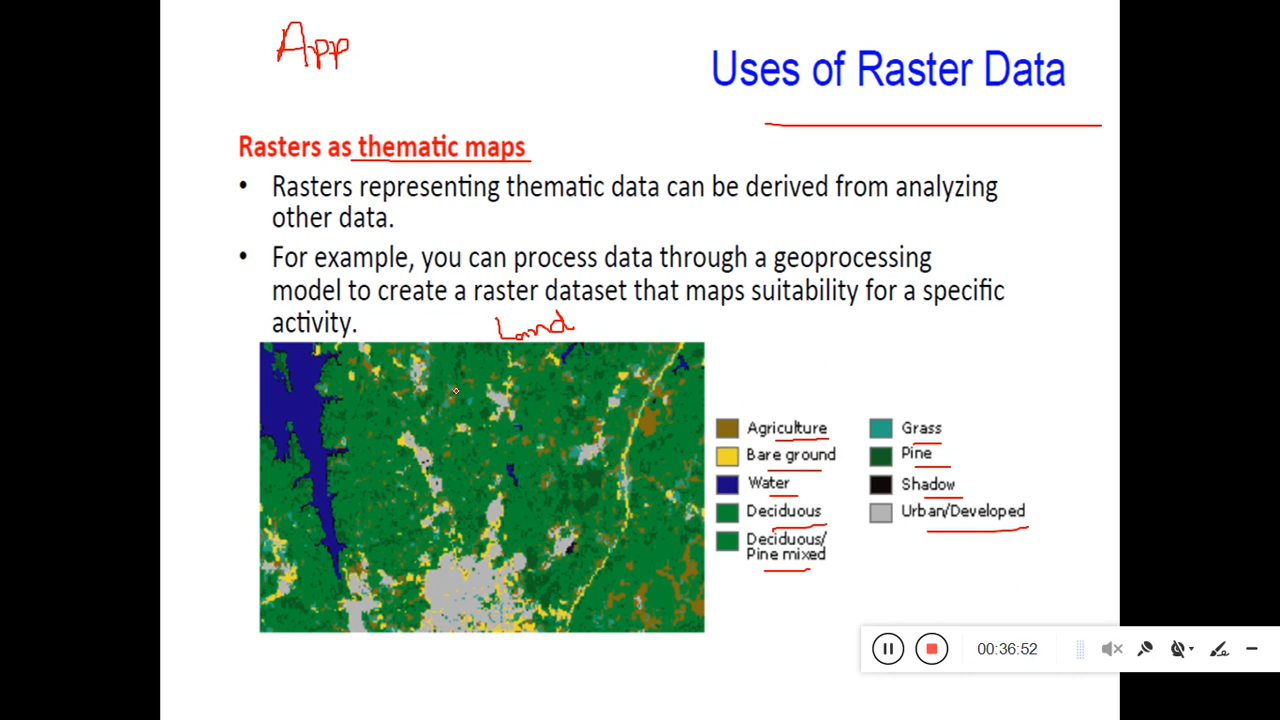 App
Uses of Raster Data
Rasters as thematic maps
• Rasters representing thematic data can be derived from analyzing
other data.
• For example, you can process data through a geoprocessing
model to create a raster dataset that maps suitability for a specific
activity.
Land
Agriculture
Bare ground
Water
Deciduous
Deciduous/
Pine mixed
Grass
Pine
Shadow
Urban/Developed
00:36:52